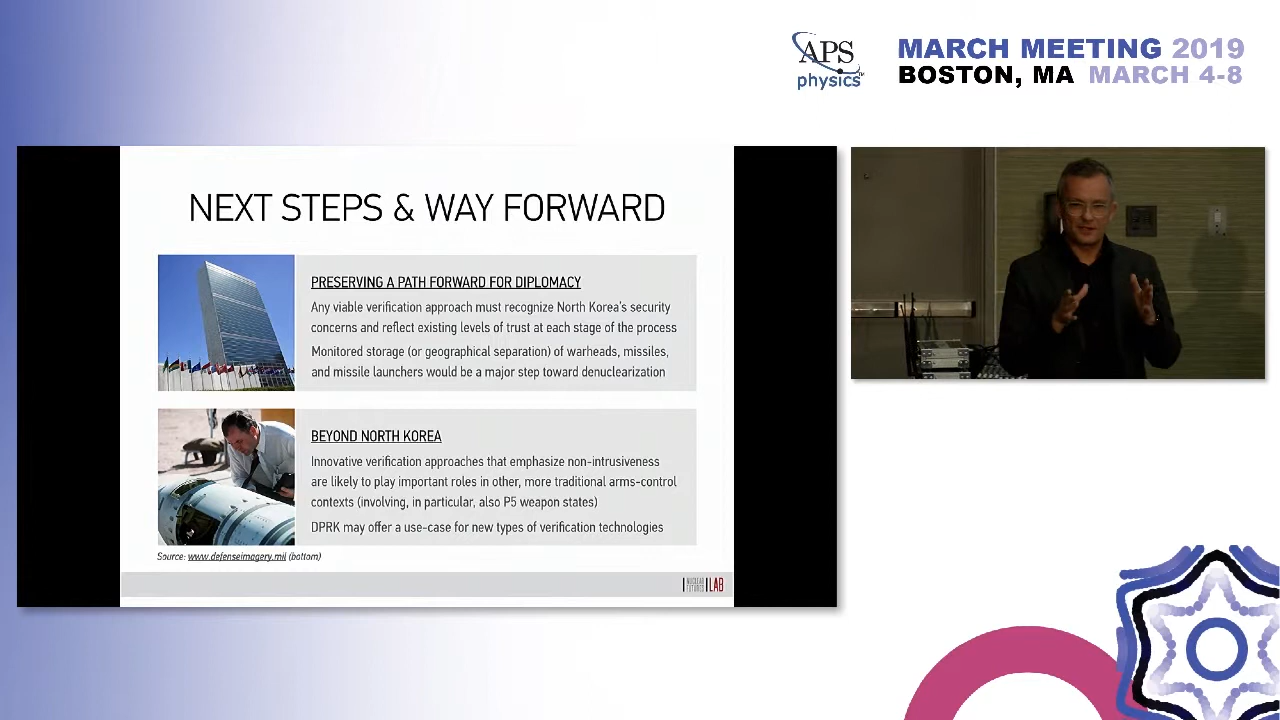 APS
physics
MARCH MEETING 2019
BOSTON, MA MARCH 4-8
NEXT STEPS & WAY FORWARD
PRESERVING A PATH FORWARD FOR DIPLOMACY
Any viable verification approach must recognize North Korea's security
concerns and reflect existing levels of trust at each stage of the process
Monitored storage (or geographical separation) of warheads, missiles,
and missile launchers would be a major step toward denuclearization
BEYOND NORTH KOREA
Innovative verification approaches that emphasize non-intrusiveness
are likely to play important roles in other, more traditional arms-control
contexts (involving, in particular, also P5 weapon states)
DPRK may offer a use-case for new types of verification technologies
Source: www.defenseimagery.mil (bottom)
NUCLEAR
FUTURES
LAB